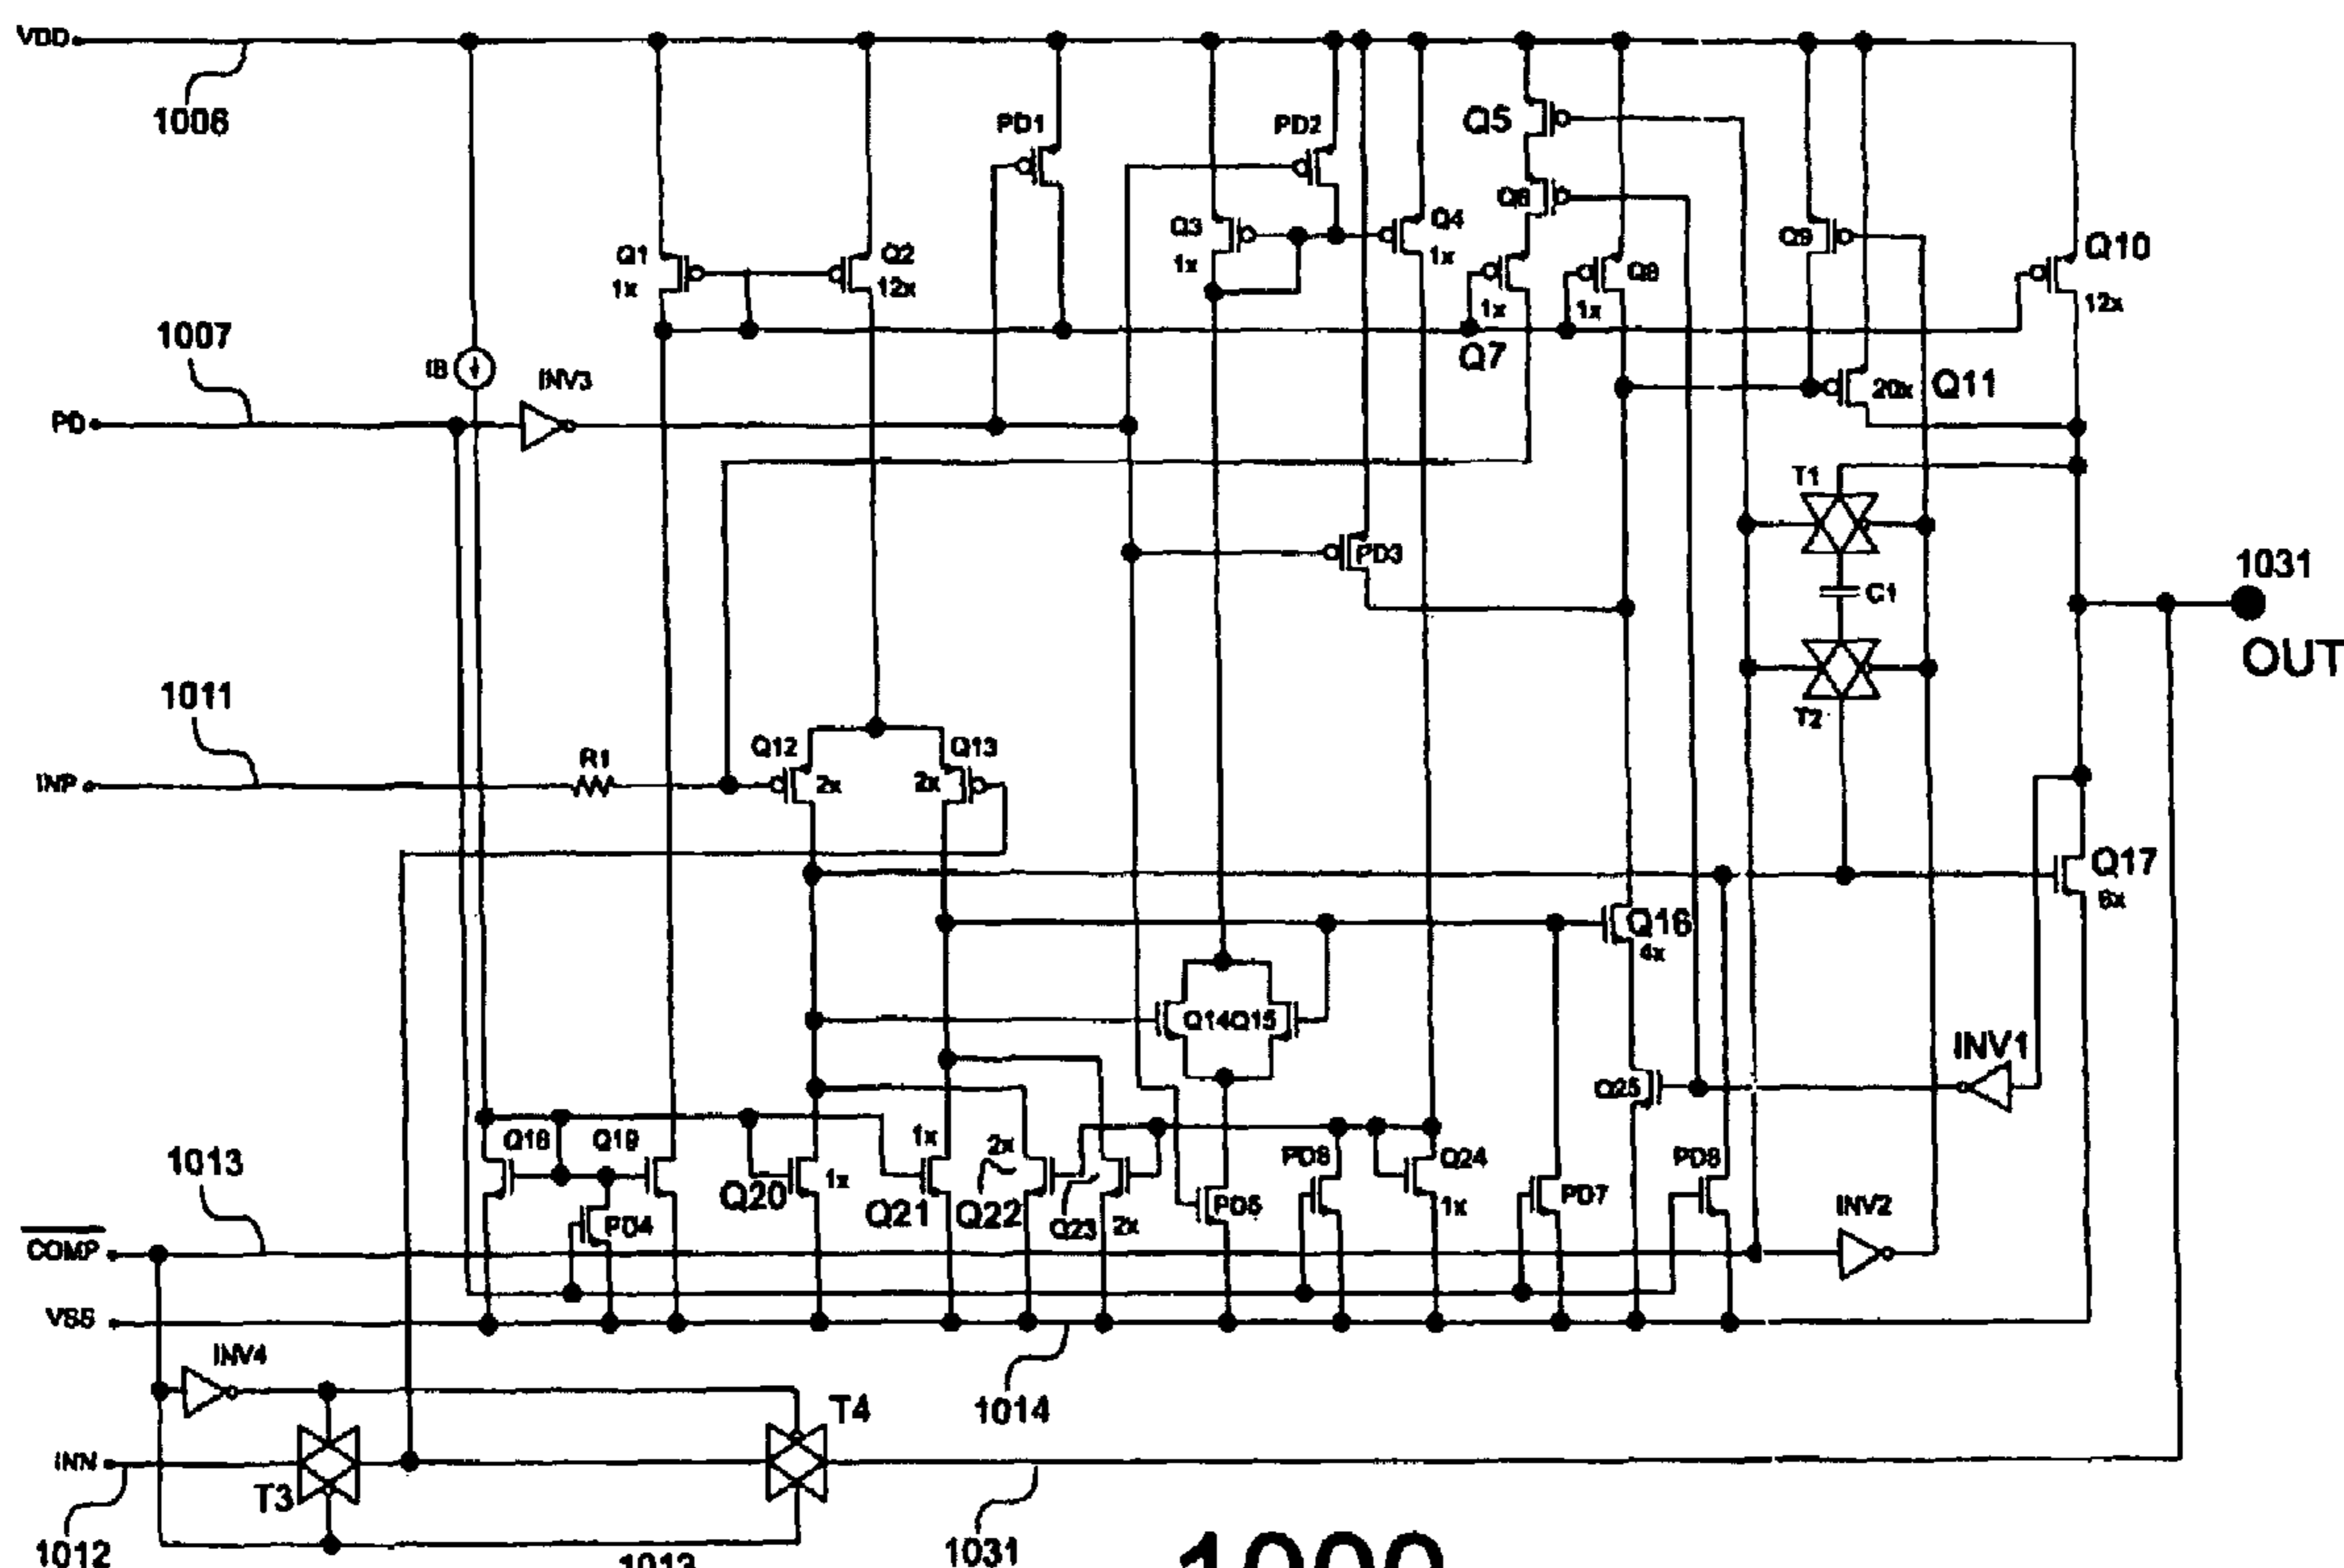 VDD
1006
PD1
PD2
Q5
Q6
Q3
1x
Q4
1x
Q1
1x
Q2
12x
Q9
Q10
12x
1x
1x
Q7
1007
IB
INV3
20x
Q11
PD
T1
PD3
C1
1031
OUT
T2
1011
INP
R1
Q12
2x
Q13
2x
Q17
Q16
4x
Q14Q15
INV1
Q25
Q18
Q19
1x
2x
PD6
Q24
PD8
1013
Q20
1x
Q21
Q22
Q23
2x
PD5
1x
PD7
INV2
PD4
COMP
VSS
INV4
1014
T4
INN
T3
1012
1013
1031
1000